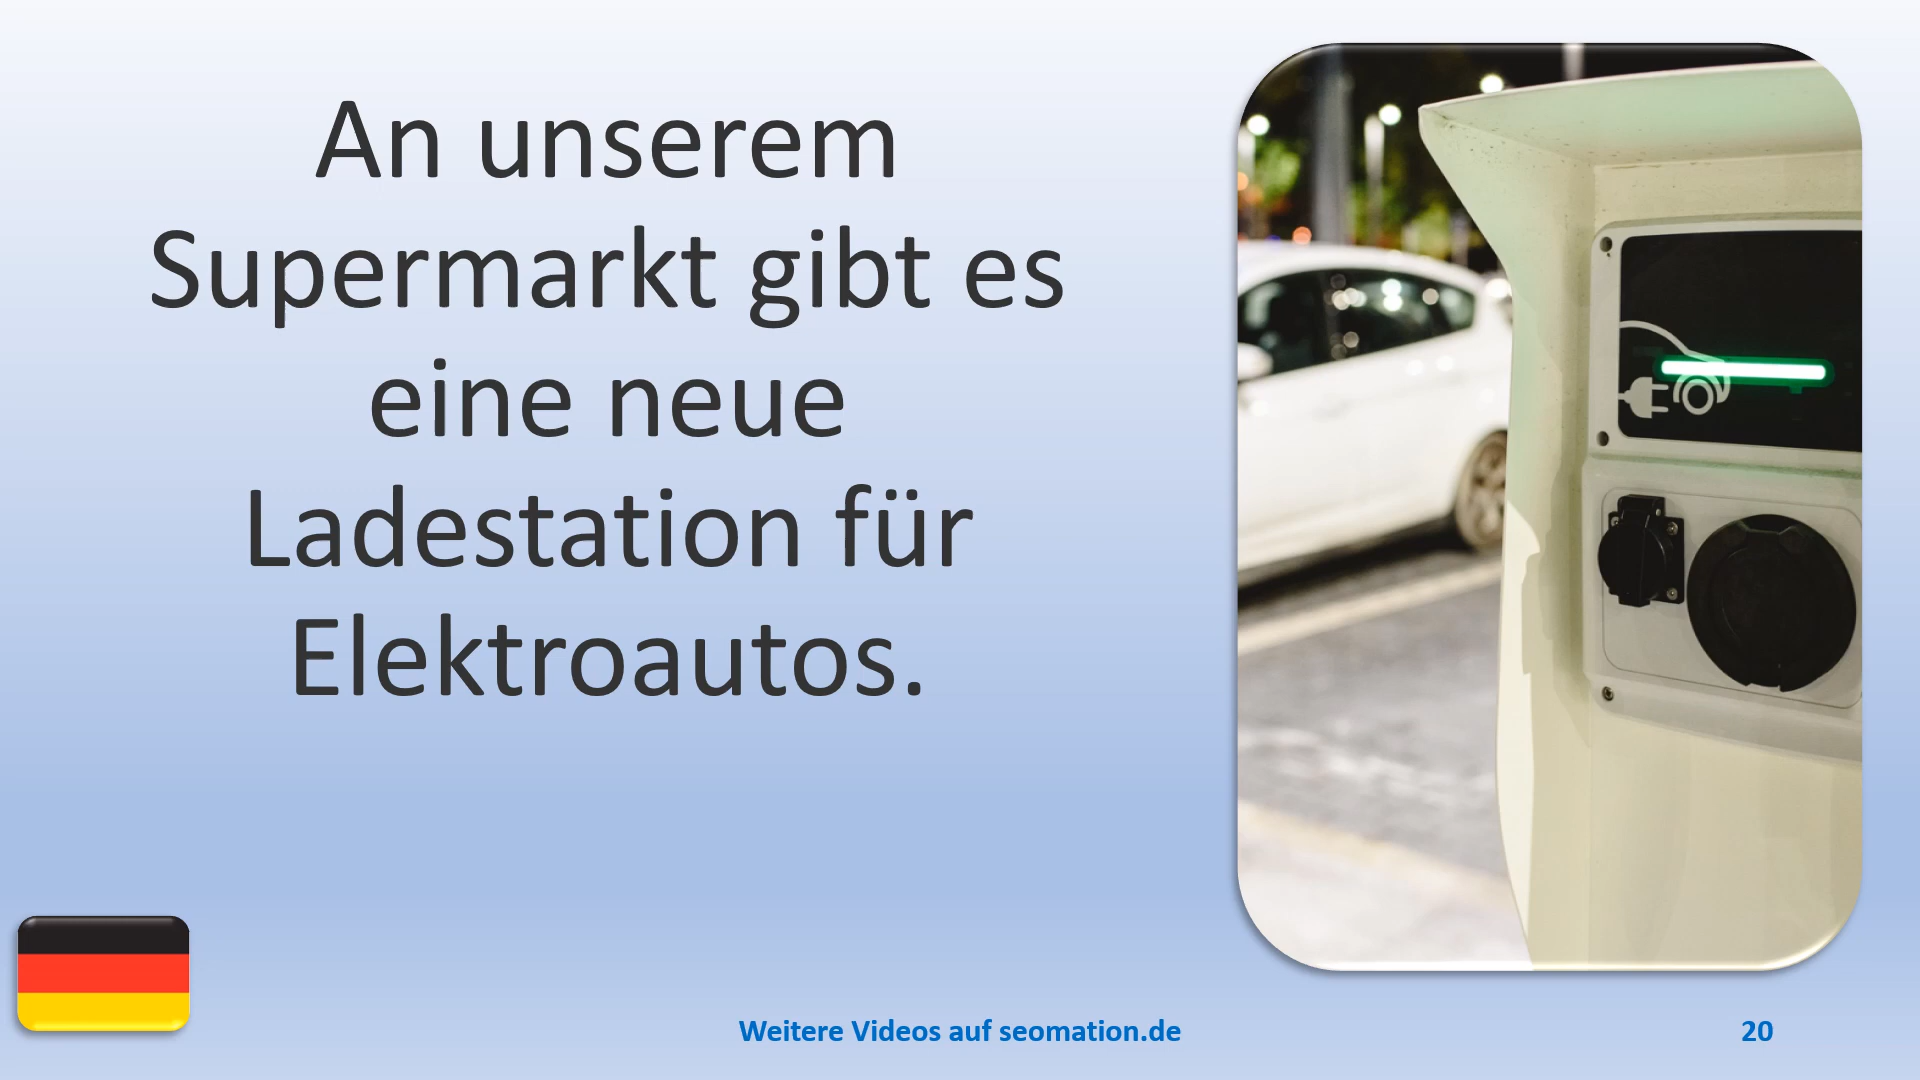 An unserem
Supermarkt gibt es
eine neue
Ladestation für
Elektroautos.
Weitere Videos auf seomation.de
20